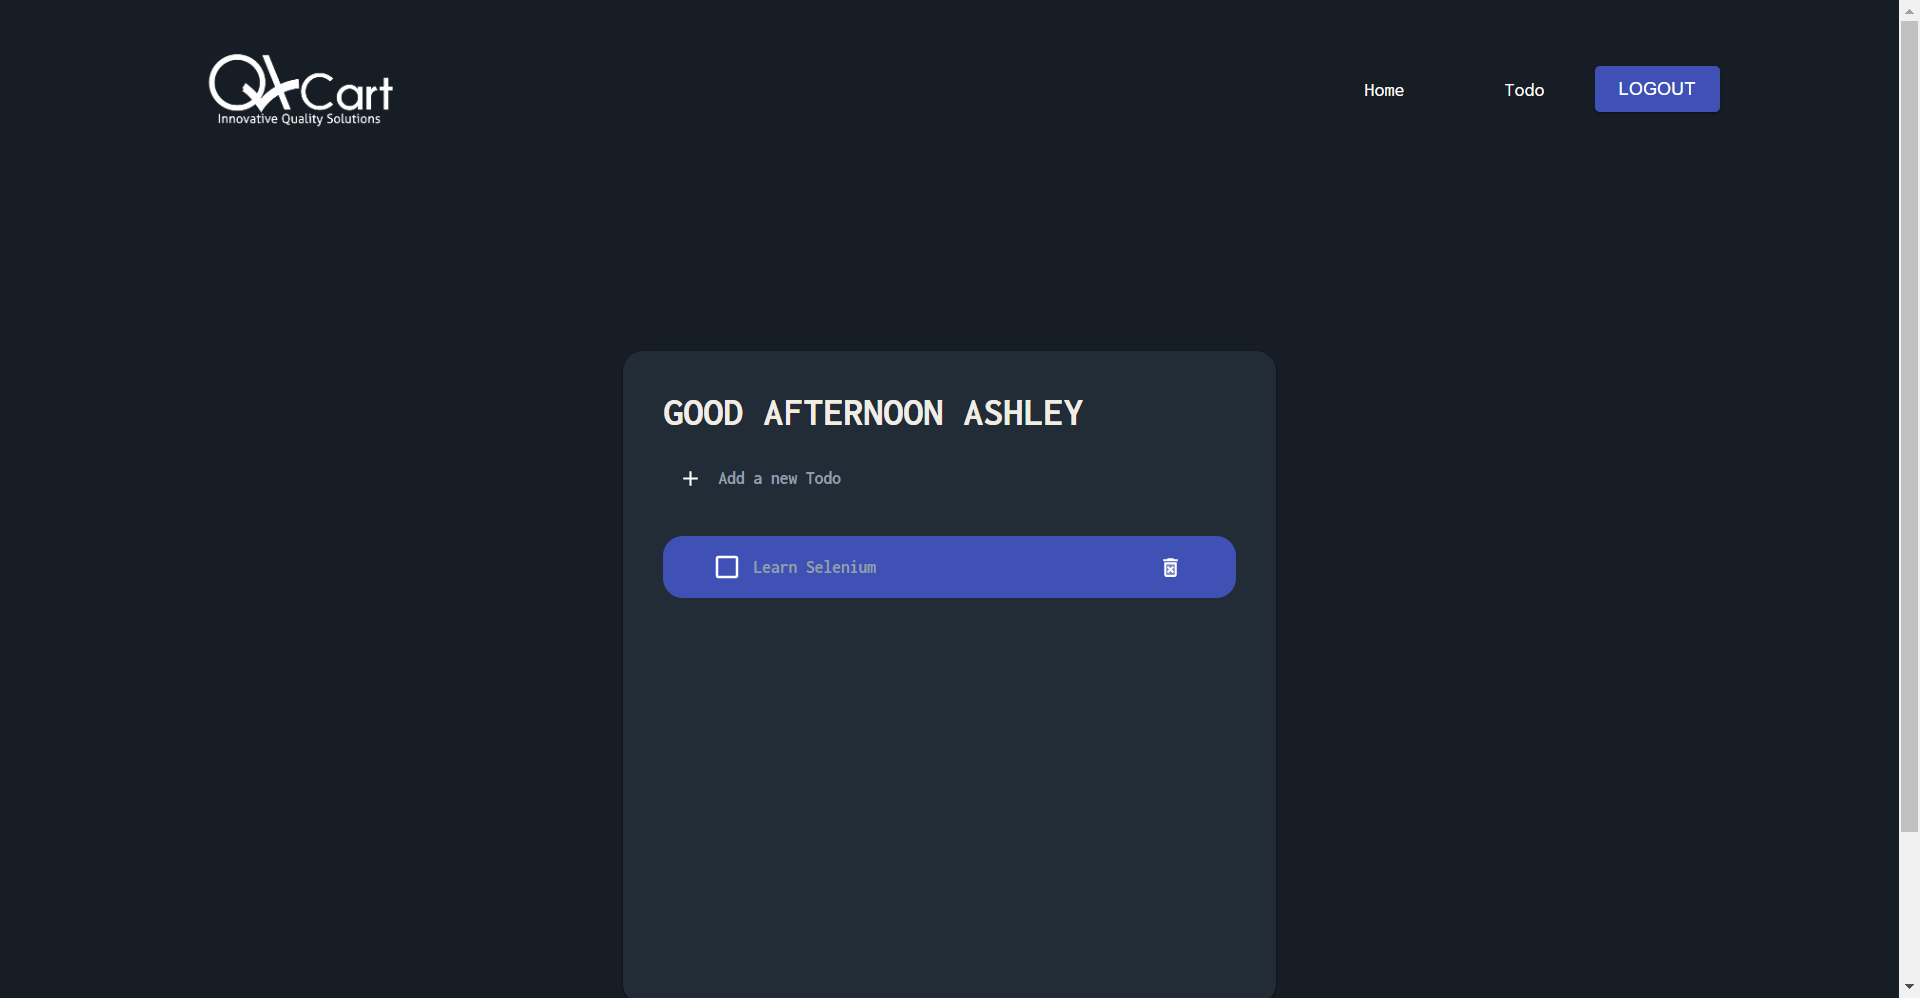 QACart
Innovative Quality Solutions
Home
Todo
LOGOUT
GOOD AFTERNOON ASHLEY
Add a new Todo
Learn Selenium